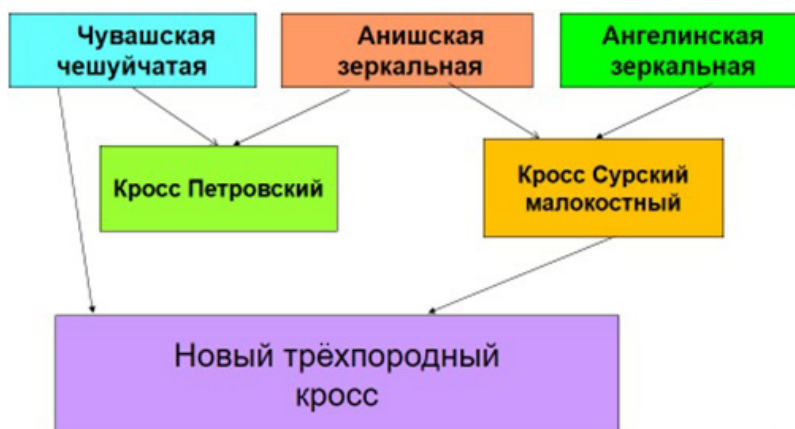 Чувашская
чешуйчатая
Анишская
зеркальная
Ангелинская
зеркальная
Кросс Петровский
Кросс Сурский
малокостный
Новый трёхпородный
кросс